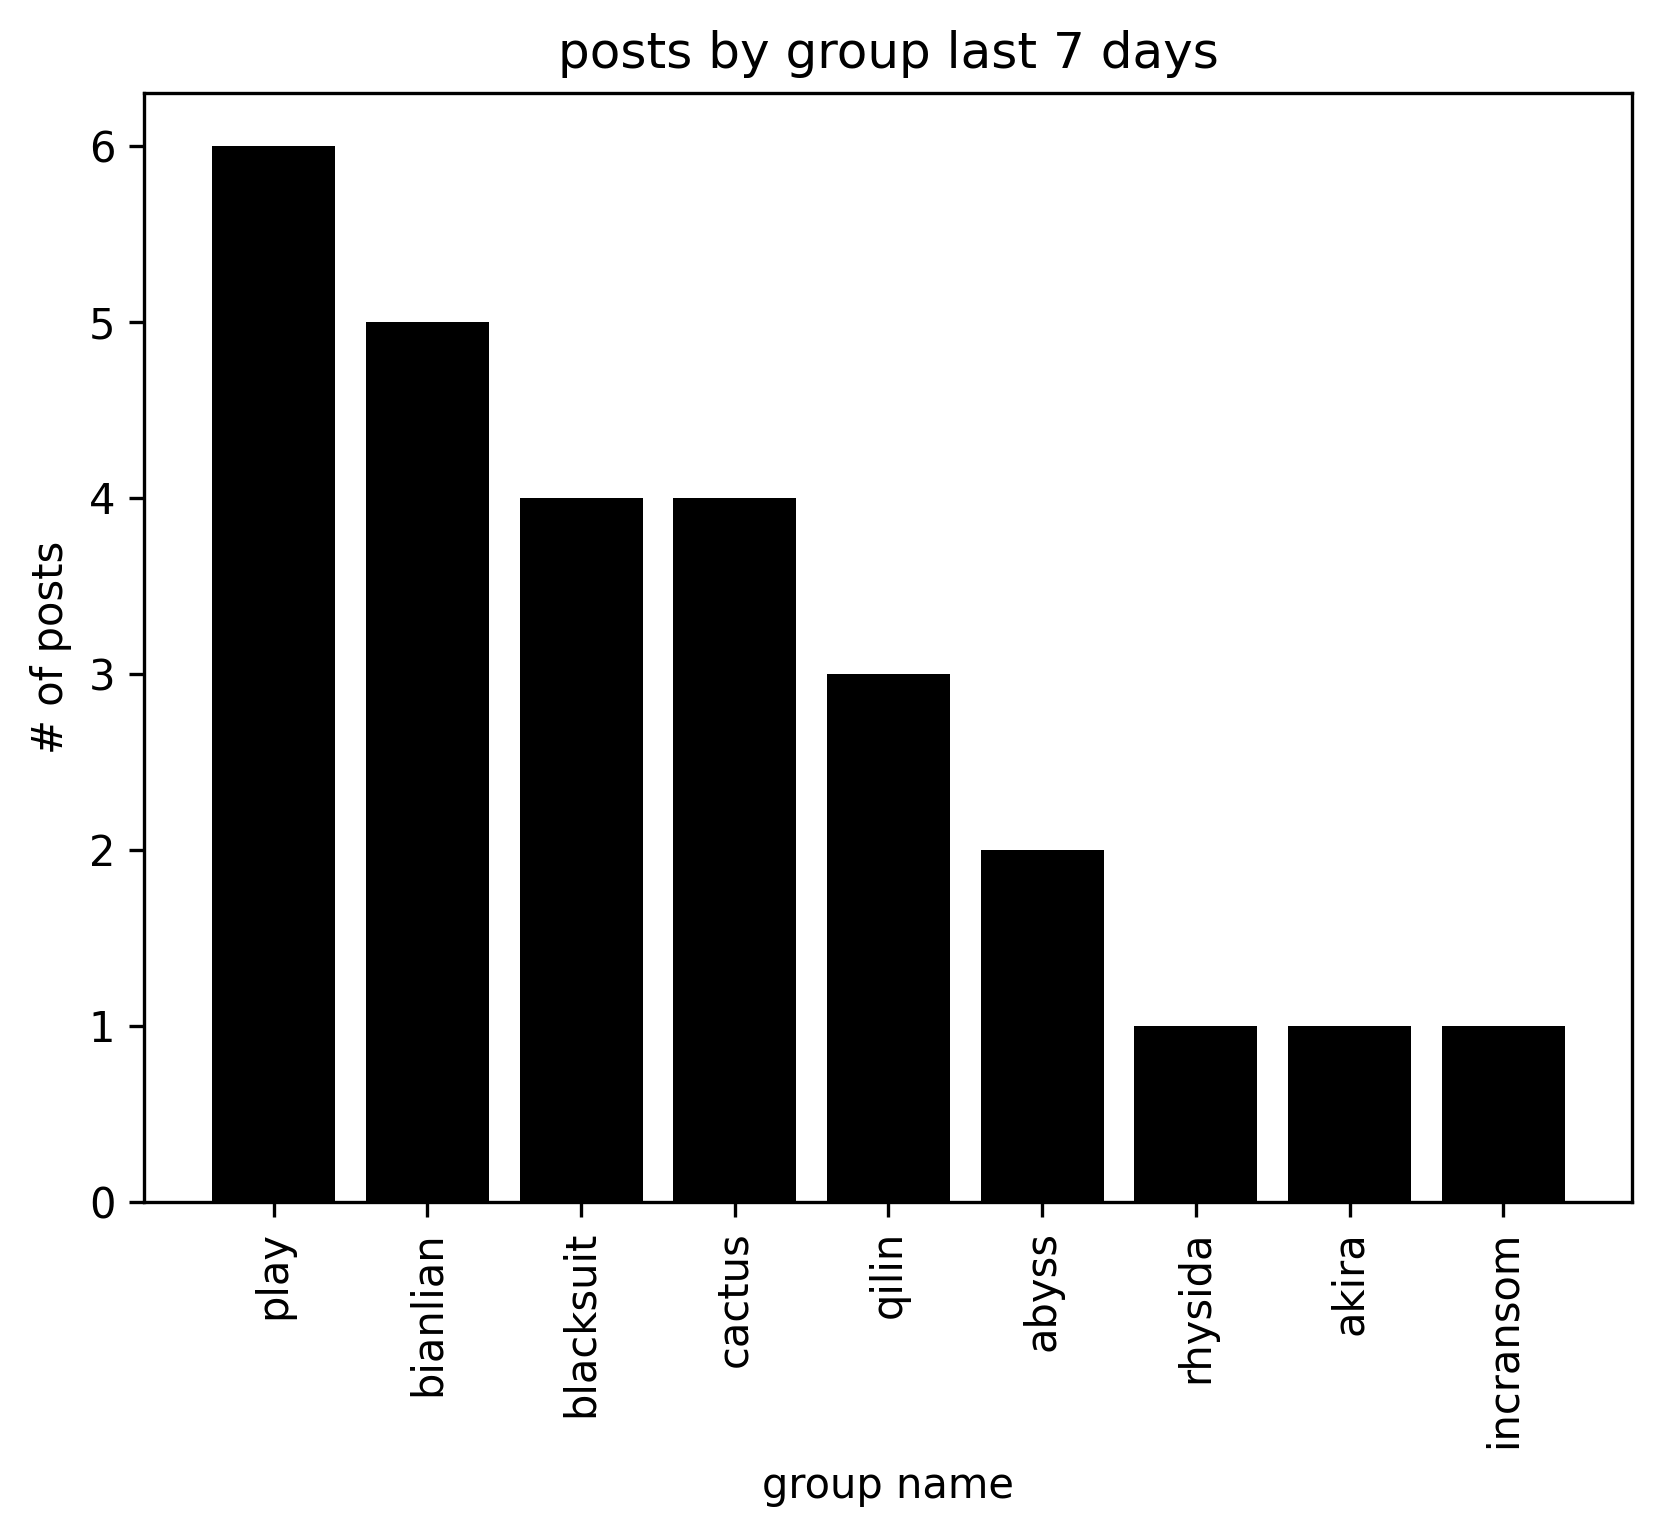 posts by group last 7 days
6
5
4
3
2
1
0
# of posts
play
bianlian
blacksuit
cactus
qilin
abyss
rhysida
akira
incransom
group name